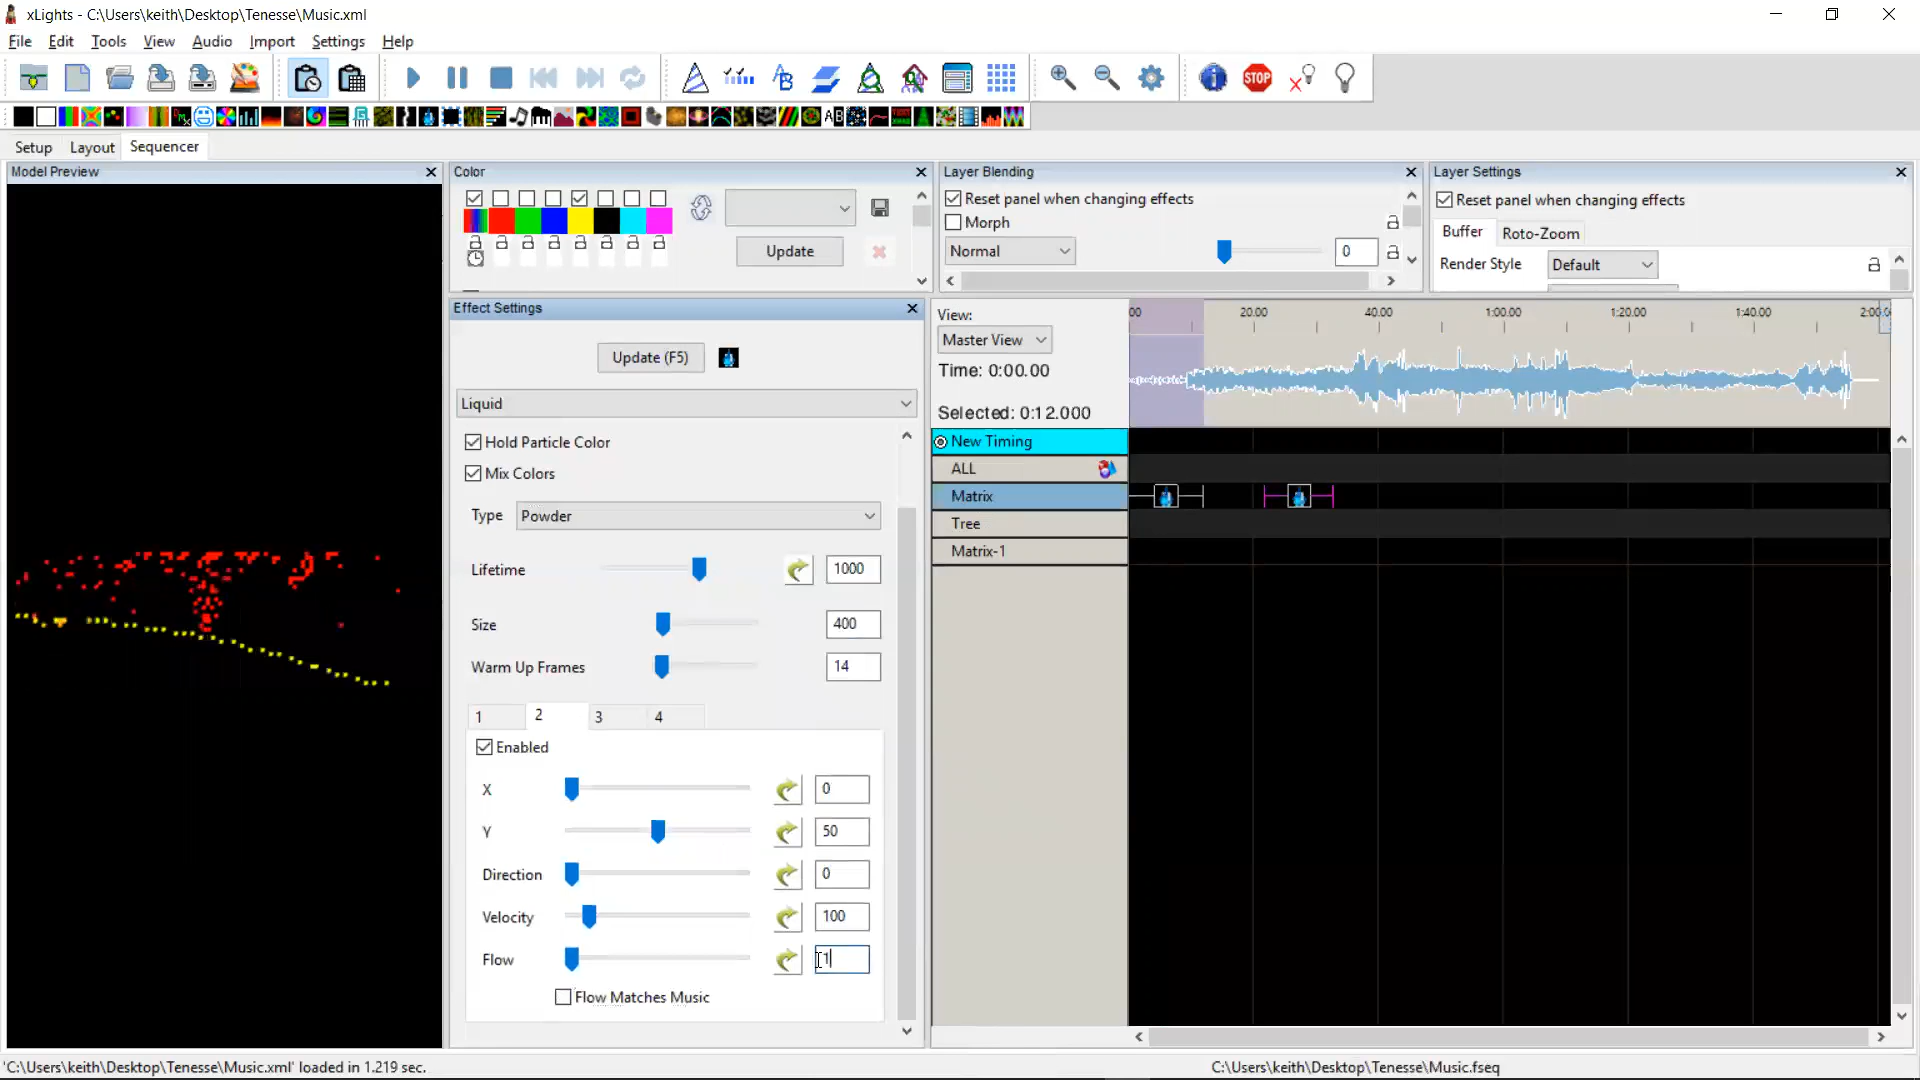 xLights - C:\Users\keith\Desktop\Tenesse\Music.xml
File Edit Tools View Audio Import Settings Help
STOP
Setup Layout Sequencer
Model Preview
Color
Update
Layer Blending
Reset panel when changing effects
Morph
Normal 0
Layer Settings
Reset panel when changing effects
Buffer Roto-Zoom
Render Style Default
Effect Settings
Update (F5)
Liquid
Hold Particle Color
Mix Colors
Type Powder
Lifetime 1000
Size 400
Warm Up Frames 14
1 2 3 4
Enabled
X 0
Y 50
Direction 0
Velocity 100
Flow 1
Flow Matches Music
View:
Master View
Time: 0:00.00
Selected: 0:12.000
20.00 40.00 1:00.00 1:20.00 1:40.00
New Timing
ALL
Matrix
Tree
Matrix-1
'C:\Users\keith\Desktop\Tenesse\Music.xml' loaded in 1.219 sec.
C:\Users\keith\Desktop\Tenesse\Music.fseq